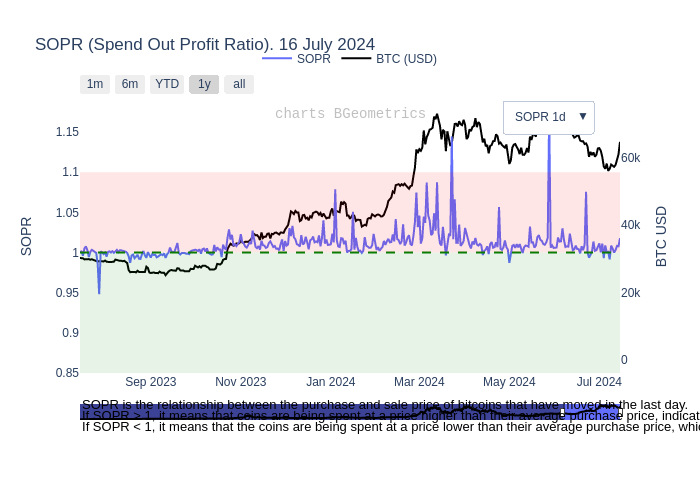 SOPR (Spend Out Profit Ratio). 16 July 2024
SOPR
BTC (USD)
1m
6m
YTD
1y
all
charts BGeometrics
SOPR 1d ▼
1.15
1.1
1.05
1
0.95
0.9
0.85
SOPR
60k
40k
20k
0
BTC USD
Sep 2023
Nov 2023
Jan 2024
Mar 2024
May 2024
Jul 2024
SOPR is the relationship between the purchase and sale price of bitcoins that have moved in the last day.
If SOPR > 1, it means that coins are being spent at a price higher than their average purchase price, indicat
If SOPR < 1, it means that the coins are being spent at a price lower than their average purchase price, whic